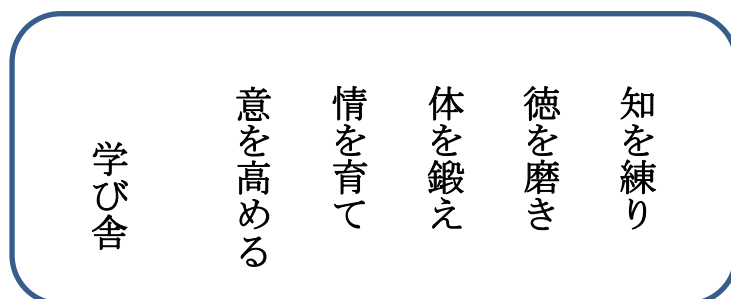 知を練り
徳を磨き
体を鍛え
情を育て
意を高める
学び舎